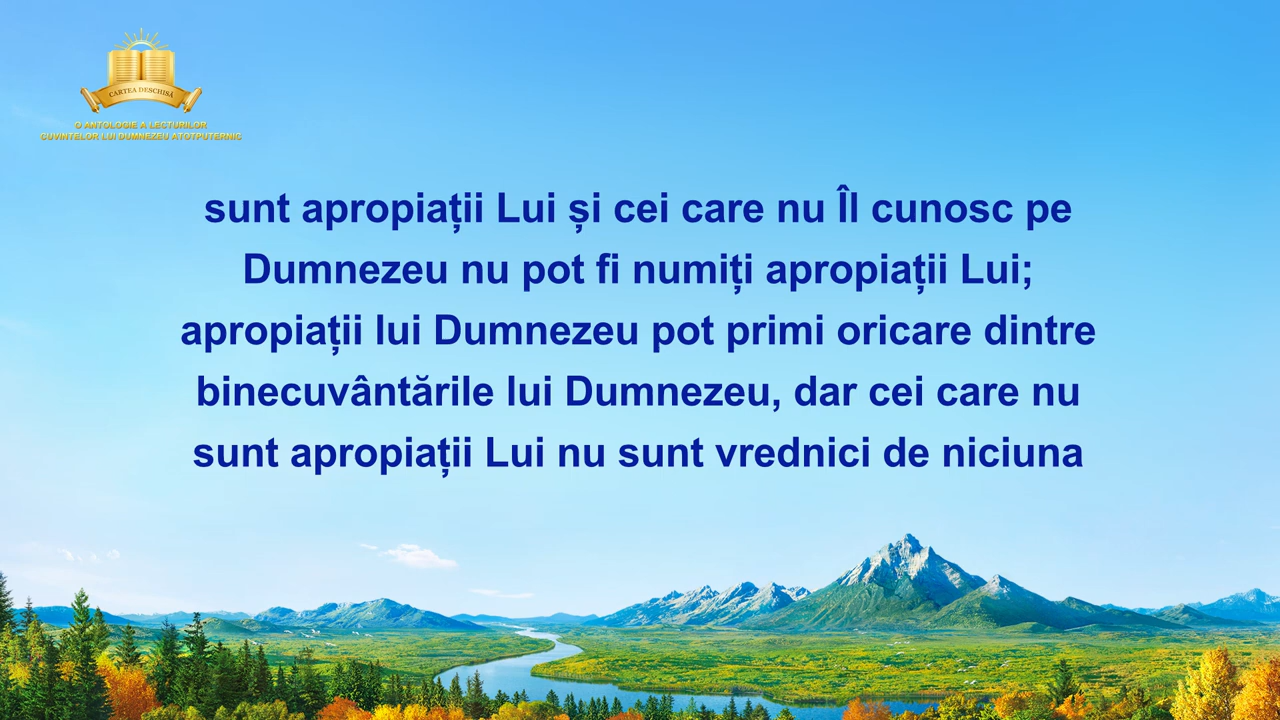 CARTEA DESCHISĂ
O ANTOLOGIE A LECTURILOR
CUVINTELOR LUI DUMNEZEU ATOTPUTERNIC
sunt apropiații Lui și cei care nu Îl cunosc pe
Dumnezeu nu pot fi numiți apropiații Lui;
apropiații lui Dumnezeu pot primi oricare dintre
binecuvântările lui Dumnezeu, dar cei care nu
sunt apropiații Lui nu sunt vrednici de niciuna